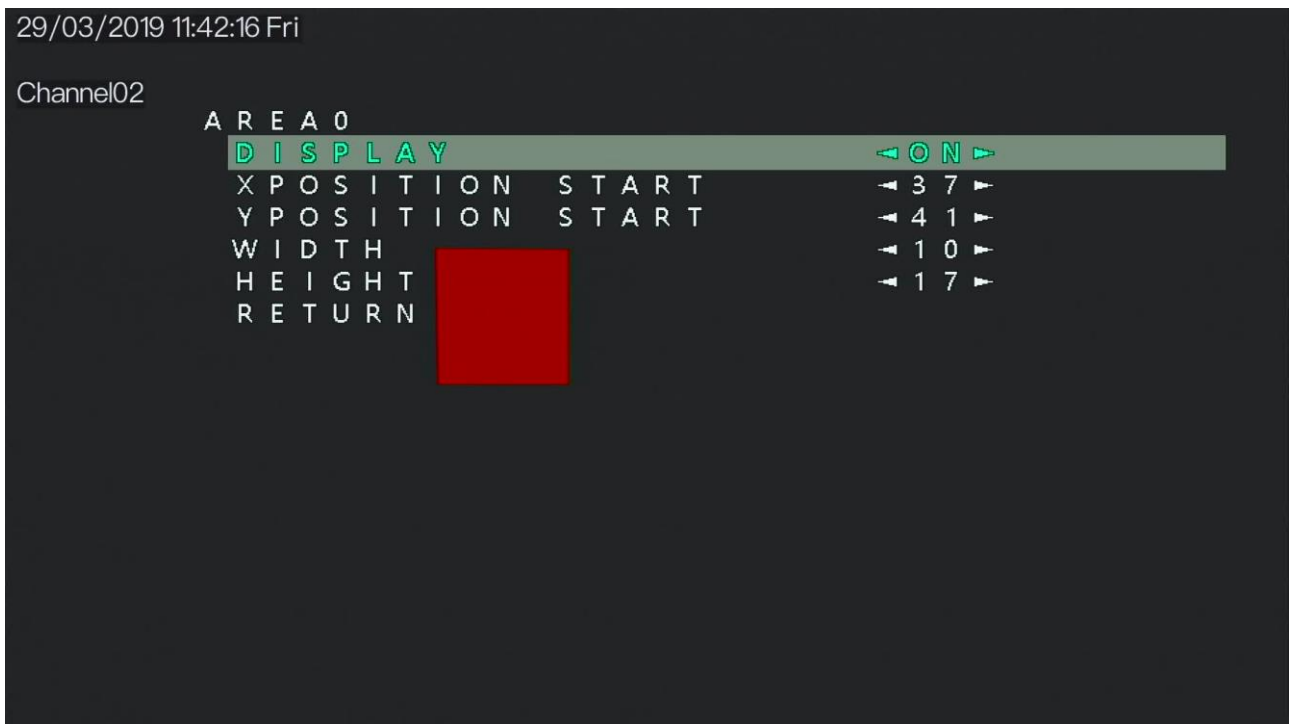 29/03/2019 11:42:16 Fri
Channel02
AREA0
DISPLAY ◄ON►
XPOSITION START ◄37►
YPOSITION START ◄41►
WIDTH ◄10►
HEIGHT ◄17►
RETURN